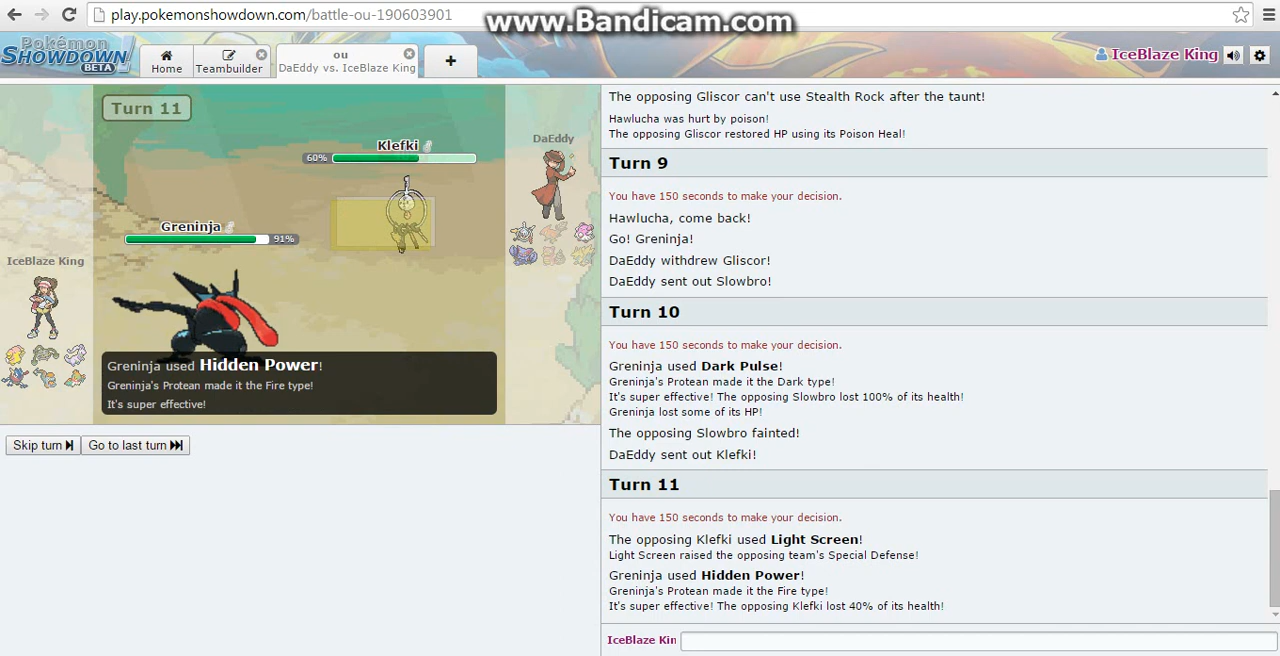 play.pokemonshowdown.com/battle-ou-190603901
www.Bandicam.com
Pokémon
SHOWDOWN
BETA
Home
Teambuilder
ou
DaEddy vs. IceBlaze King
+
IceBlaze King
Turn 11
Klefki
60%
Greninja
91%
DaEddy
IceBlaze King
Greninja used Hidden Power!
Greninja's Protean made it the Fire type!
It's super effective!
Skip turn
Go to last turn
The opposing Gliscor can't use Stealth Rock after the taunt!
Hawlucha was hurt by poison!
The opposing Gliscor restored HP using its Poison Heal!
Turn 9
You have 150 seconds to make your decision.
Hawlucha, come back!
Go! Greninja!
DaEddy withdrew Gliscor!
DaEddy sent out Slowbro!
Turn 10
You have 150 seconds to make your decision.
Greninja used Dark Pulse!
Greninja's Protean made it the Dark type!
It's super effective! The opposing Slowbro lost 100% of its health!
Greninja lost some of its HP!
The opposing Slowbro fainted!
DaEddy sent out Klefki!
Turn 11
You have 150 seconds to make your decision.
The opposing Klefki used Light Screen!
Light Screen raised the opposing team's Special Defense!
Greninja used Hidden Power!
Greninja's Protean made it the Fire type!
It's super effective! The opposing Klefki lost 40% of its health!
IceBlaze Kin